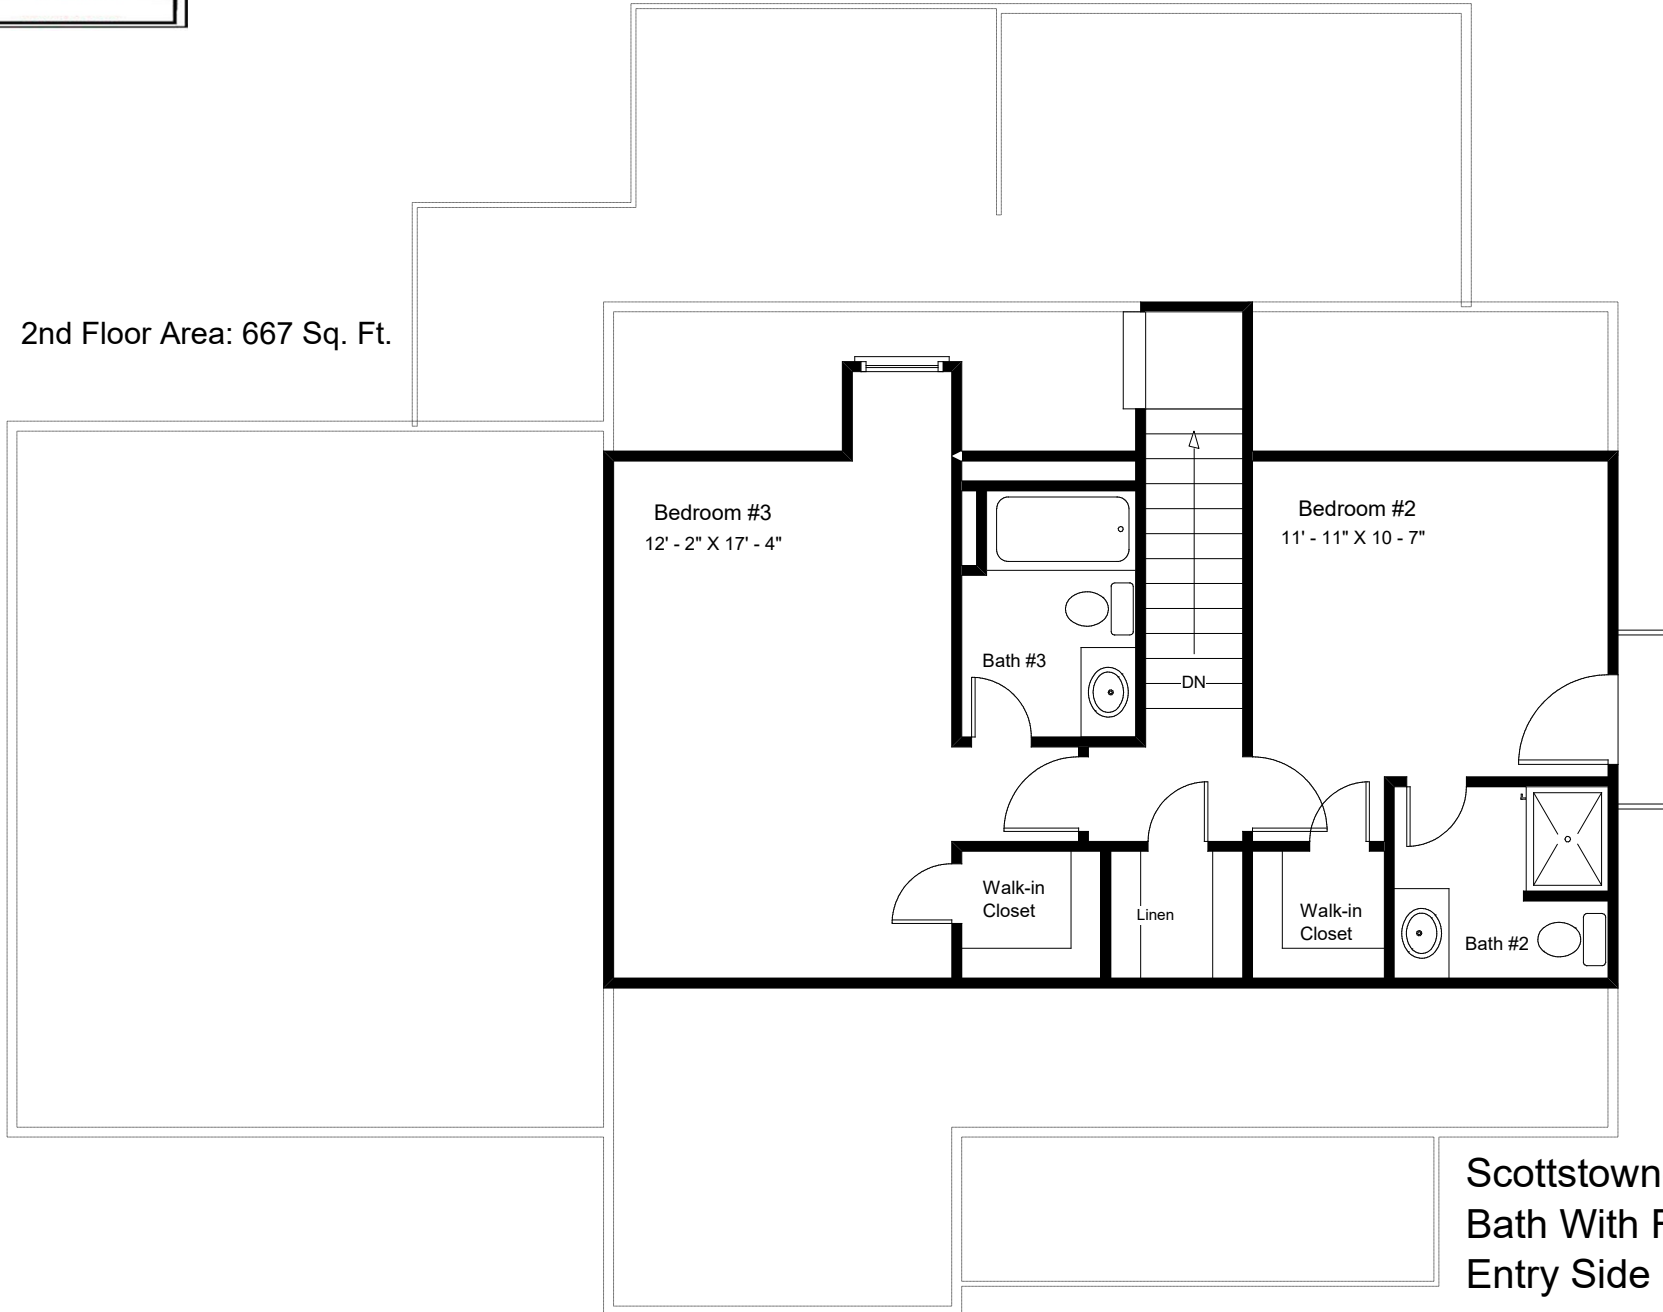 2nd Floor Area: 667 Sq. Ft.
Bedroom #3
12' - 2" X 17' - 4"
Bedroom #2
11' - 11" X 10 - 7"
Bath #3
DN
Walk-in
Closet
Linen
Walk-in
Closet
Bath #2
Scottstown
Bath With
Entry Side